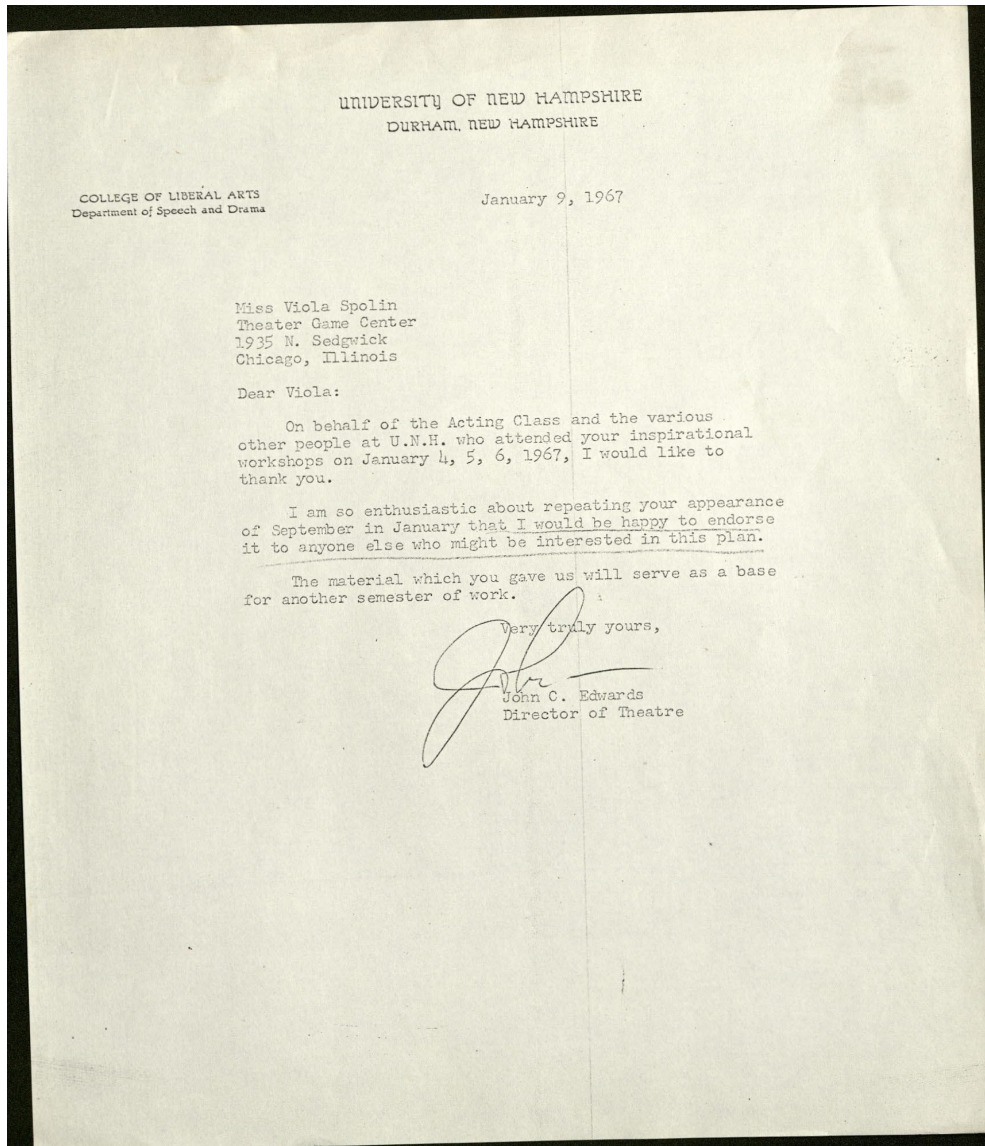 UNIVERSITY OF NEW HAMPSHIRE
DURHAM, NEW HAMPSHIRE
COLLEGE OF LIBERAL ARTS
Department of Speech and Drama
January 9, 1967
Miss Viola Spolin
Theater Game Center
1935 N. Sedgwick
Chicago, Illinois
Dear Viola:
On behalf of the Acting Class and the various
other people at U.N.H. who attended your inspirational
workshops on January 4, 5, 6, 1967, I would like to
thank you.
I am so enthusiastic about repeating your appearance
of September in January that I would be happy to endorse
it to anyone else who might be interested in this plan.
The material which you gave us will serve as a base
for another semester of work.
Very truly yours,
John
John C. Edwards
Director of Theatre